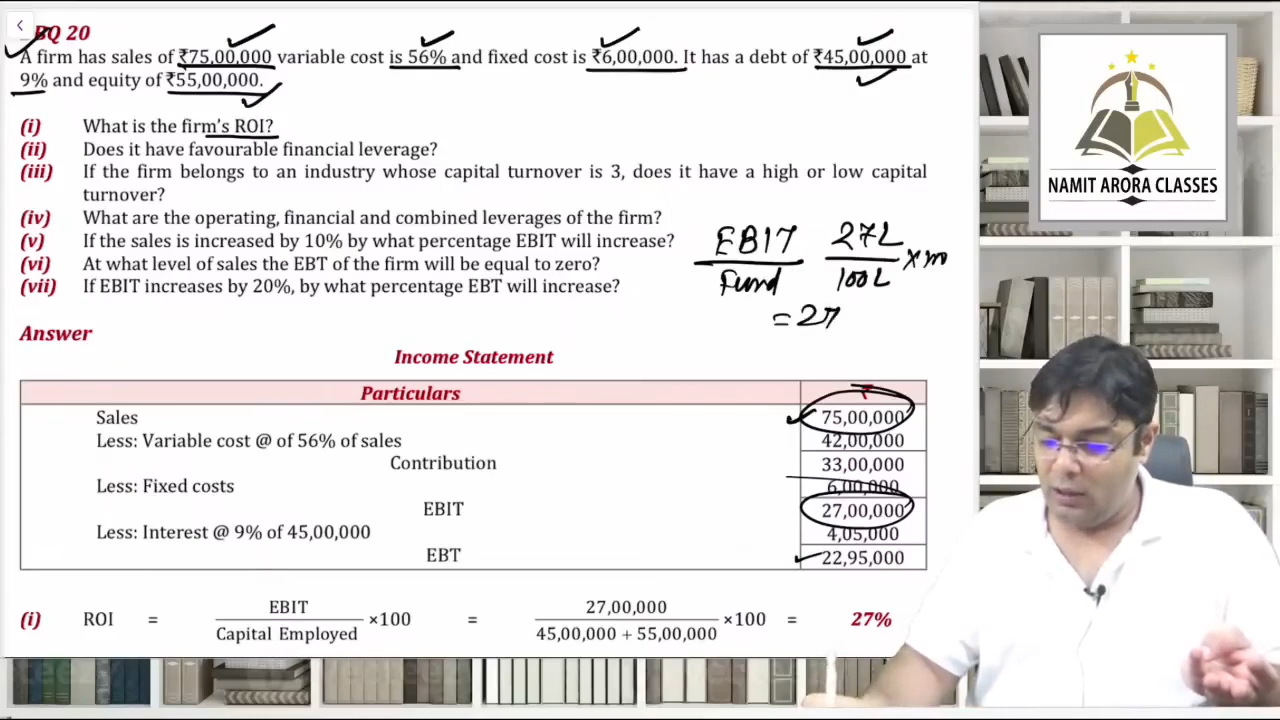 BQ 20
A firm has sales of ₹75,00,000 variable cost is 56% and fixed cost is ₹6,00,000. It has a debt of ₹45,00,000 at
9% and equity of ₹55,00,000.
(i) What is the firm's ROI?
(ii) Does it have favourable financial leverage?
(iii) If the firm belongs to an industry whose capital turnover is 3, does it have a high or low capital
turnover?
(iv) What are the operating, financial and combined leverages of the firm?
(v) If the sales is increased by 10% by what percentage EBIT will increase?
(vi) At what level of sales the EBT of the firm will be equal to zero?
(vii) If EBIT increases by 20%, by what percentage EBT will increase?
EBIT 27L
Fund 100L ×100
= 27
Answer
Income Statement
Particulars ₹
Sales 75,00,000
Less: Variable cost @ of 56% of sales 42,00,000
Contribution 33,00,000
Less: Fixed costs 6,00,000
EBIT 27,00,000
Less: Interest @ 9% of 45,00,000 4,05,000
EBT 22,95,000
(i) ROI = EBIT / Capital Employed ×100 = 27,00,000 / 45,00,000 + 55,00,000 ×100 = 27%
NAMIT ARORA CLASSES